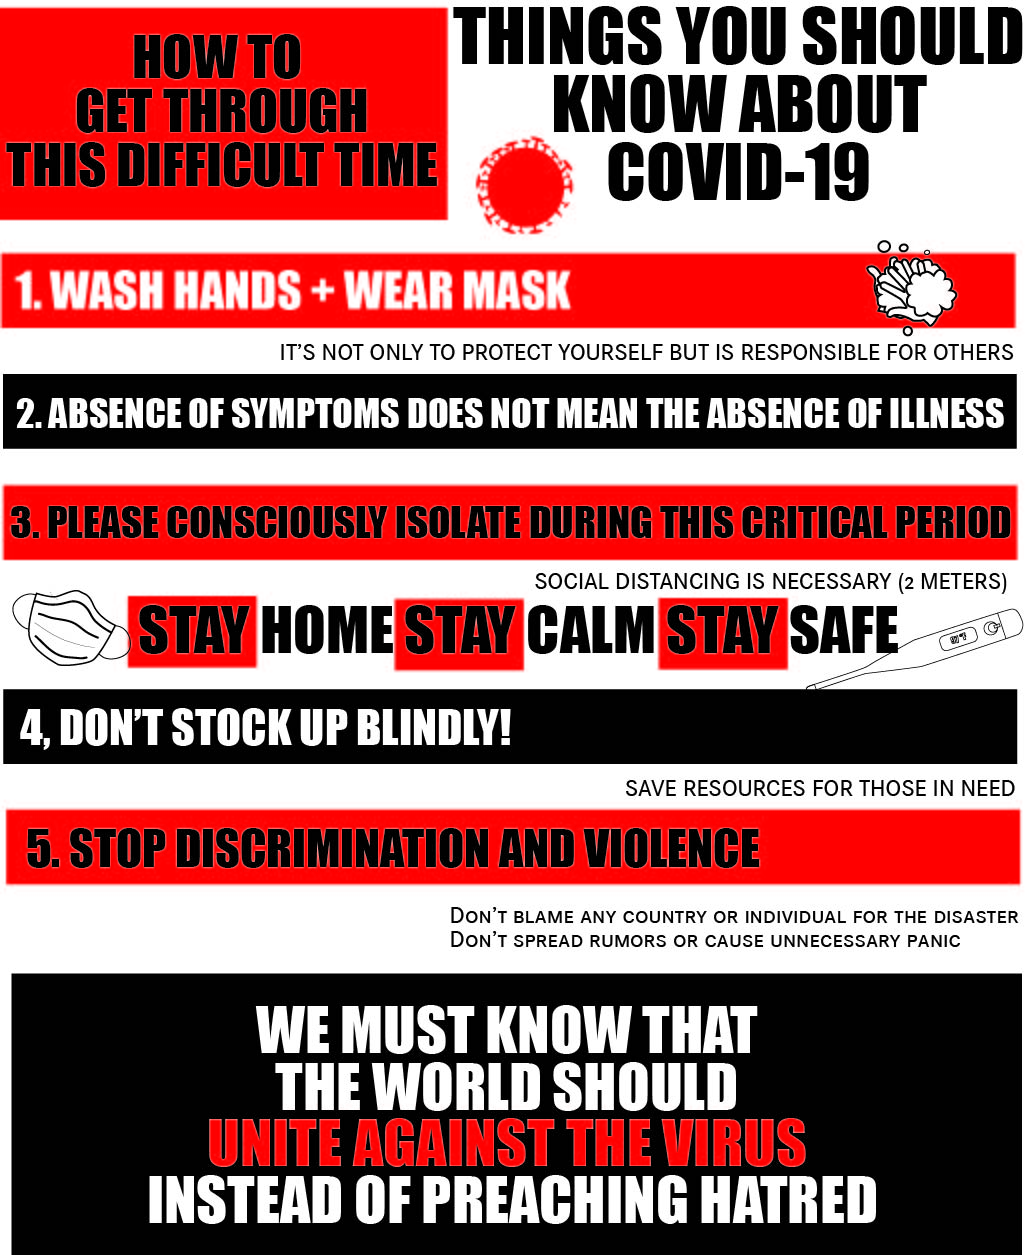 HOW TO
GET THROUGH
THIS DIFFICULT TIME
THINGS YOU SHOULD
KNOW ABOUT
COVID-19
1. WASH HANDS + WEAR MASK
IT'S NOT ONLY TO PROTECT YOURSELF BUT IS RESPONSIBLE FOR OTHERS
2. ABSENCE OF SYMPTOMS DOES NOT MEAN THE ABSENCE OF ILLNESS
3. PLEASE CONSCIOUSLY ISOLATE DURING THIS CRITICAL PERIOD
SOCIAL DISTANCING IS NECESSARY (2 METERS)
STAY HOME STAY CALM STAY SAFE
4, DON'T STOCK UP BLINDLY!
SAVE RESOURCES FOR THOSE IN NEED
5. STOP DISCRIMINATION AND VIOLENCE
DON'T BLAME ANY COUNTRY OR INDIVIDUAL FOR THE DISASTER
DON'T SPREAD RUMORS OR CAUSE UNNECESSARY PANIC
WE MUST KNOW THAT
THE WORLD SHOULD
UNITE AGAINST THE VIRUS
INSTEAD OF PREACHING HATRED